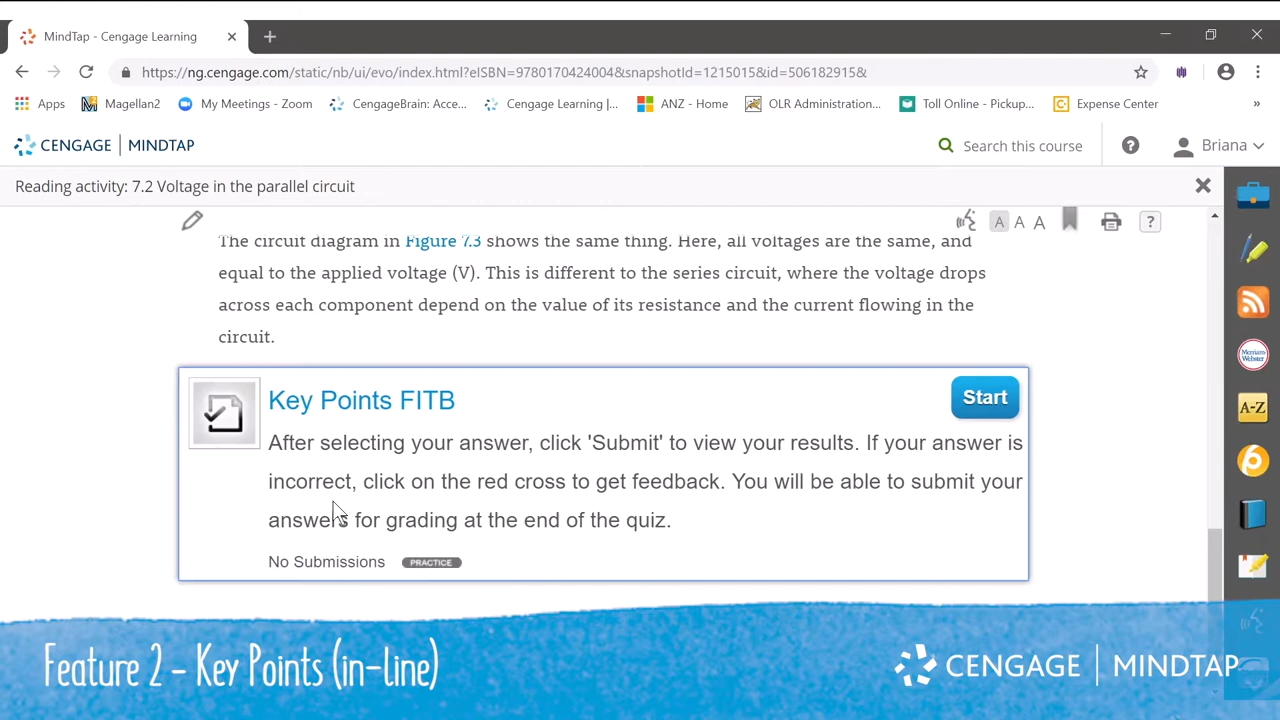 MindTap - Cengage Learning
https://ng.cengage.com/static/nb/ui/evo/index.html?eISBN=9780170424004&snapshotId=1215015&id=506182915&
Apps Magellan2 My Meetings - Zoom CengageBrain: Acce... Cengage Learning |... ANZ - Home OLR Administration... Toll Online - Pickup... Expense Center »
CENGAGE | MINDTAP Search this course ? Briana
Reading activity: 7.2 Voltage in the parallel circuit
A A A ?
The circuit diagram in Figure 7.3 shows the same thing. Here, all voltages are the same, and
equal to the applied voltage (V). This is different to the series circuit, where the voltage drops
across each component depend on the value of its resistance and the current flowing in the
circuit.
Key Points FITB
Start
After selecting your answer, click 'Submit' to view your results. If your answer is
incorrect, click on the red cross to get feedback. You will be able to submit your
answers for grading at the end of the quiz.
No Submissions PRACTICE
Merriam-Webster
A-Z
Feature 2 - Key Points (in-line)
CENGAGE | MINDTAP